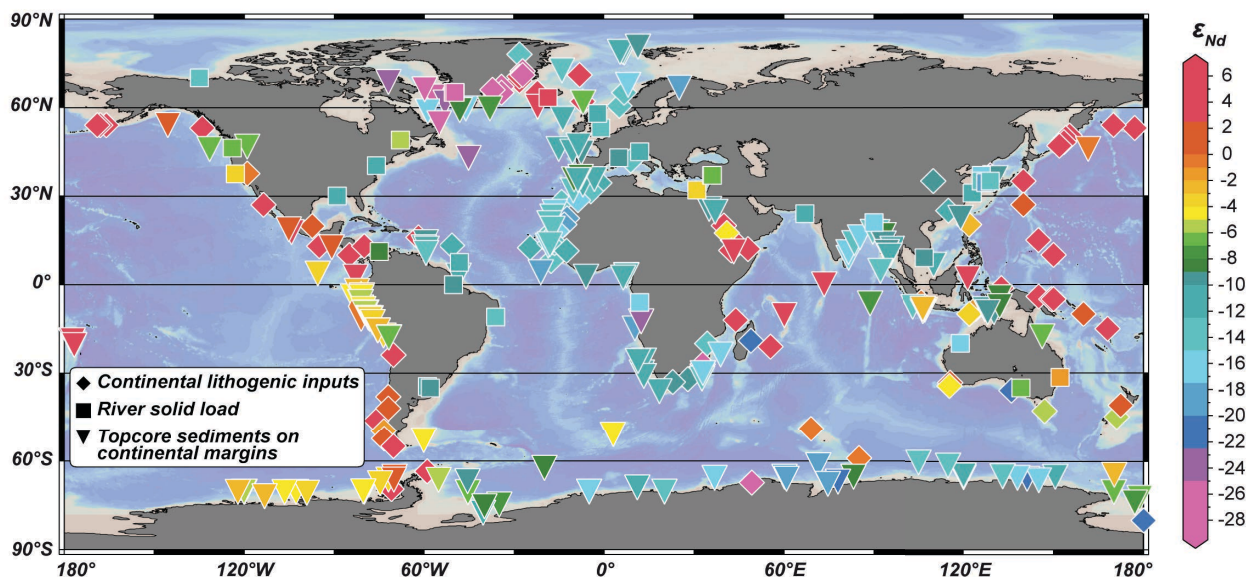 90°N
60°N
30°N
0°
30°S
60°S
90°S
180°
120°W
60°W
0°
60°E
120°E
180°
Continental lithogenic inputs
River solid load
Topcore sediments on
continental margins
εNd
6
4
2
0
-2
-4
-6
-8
-10
-12
-14
-16
-18
-20
-22
-24
-26
-28